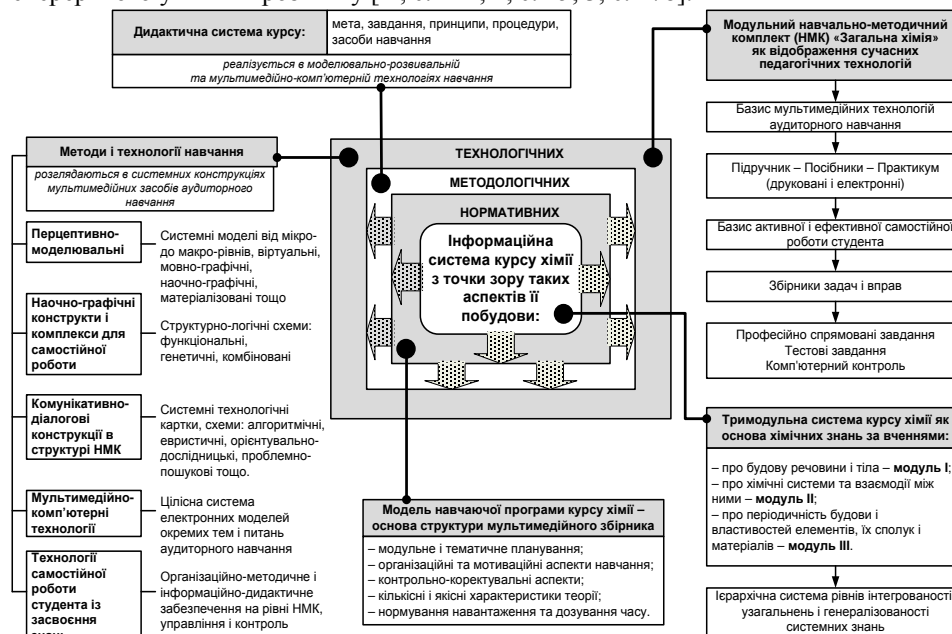 Дидактична система курсу:
мета, завдання, принципи, процедури,
засоби навчання
реалізується в моделювально-розвивальній
та мультимедійно-комп'ютерній технологіях навчання
Модульний навчально-методичний
комплект (НМК) «Загальна хімія»
як відображення сучасних
педагогічних технологій
Базис мультимедійних технологій
аудиторного навчання
Підручник – Посібники – Практикум
(друковані і електронні)
Базис активної і ефективної самостійної
роботи студента
Збірники задач і вправ
Професійно спрямовані завдання
Тестові завдання
Комп'ютерний контроль
Методи і технології навчання
розглядаються в системних конструкціях
мультимедійних засобів аудиторного
навчання
Перцептивно-
моделювальні
Системні моделі від мікро-
до макро-рівнів, віртуальні,
мовно-графічні,
наочно-графічні,
матеріалізовані тощо
Наочно-графічні
конструкти і
комплекси для
самостійної
роботи
Структурно-логічні схеми:
функціональні,
генетичні, комбіновані
Комунікативно-
діалогові
конструкції в
структурі НМК
Системні технологічні
картки, схеми: алгоритмічні,
евристичні, орієнтувально-
дослідницькі, проблемно-
пошукові тощо.
Мультимедійно-
комп'ютерні
технології
Цілісна система
електронних моделей
окремих тем і питань
аудиторного навчання
Технології
самостійної
роботи
студента із
засвоєння
Організаційно-методичне і
інформаційно-дидактичне
забезпечення на рівні НМК,
управління і контроль
ТЕХНОЛОГІЧНИХ
МЕТОДОЛОГІЧНИХ
НОРМАТИВНИХ
Інформаційна
система курсу хімії
з точки зору таких
аспектів її
побудови:
Модель навчаючої програми курсу хімії –
основа структури мультимедійного збірника
– модульне і тематичне планування;
– організаційні та мотиваційні аспекти навчання;
– контрольно-коректувальні аспекти;
– кількісні і якісні характеристики теорії;
– нормування навантаження та дозування часу.
Тримодульна система курсу хімії як
основа хімічних знань за вченнями:
– про будову речовини і тіла – модуль І;
– про хімічні системи та взаємодії між
ними – модуль ІІ;
– про періодичність будови і
властивостей елементів, їх сполук і
матеріалів – модуль ІІІ.
Ієрархічна система рівнів інтегрованості
узагальнень і генералізованості
системних знань